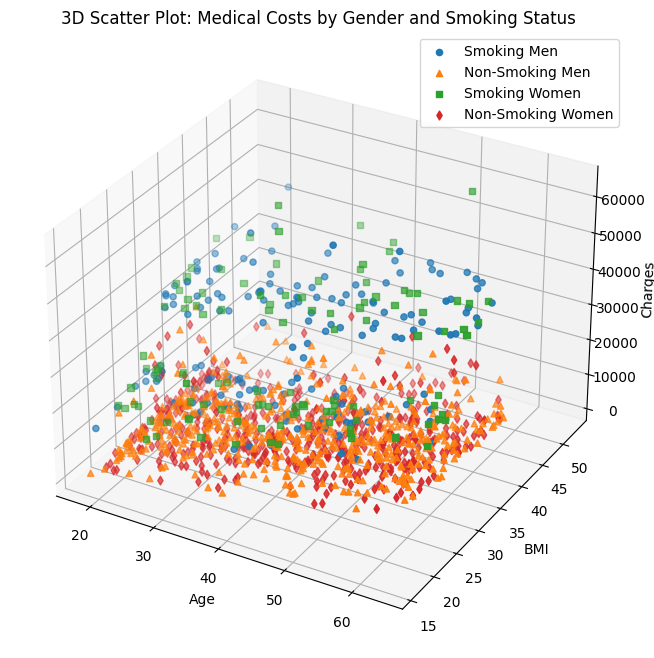 3D Scatter Plot: Medical Costs by Gender and Smoking Status
Smoking Men
Non-Smoking Men
Smoking Women
Non-Smoking Women
60000
50000
40000
30000
20000
10000
0
Charges
50
45
40
35
30
25
20
15
BMI
20
30
40
50
60
Age